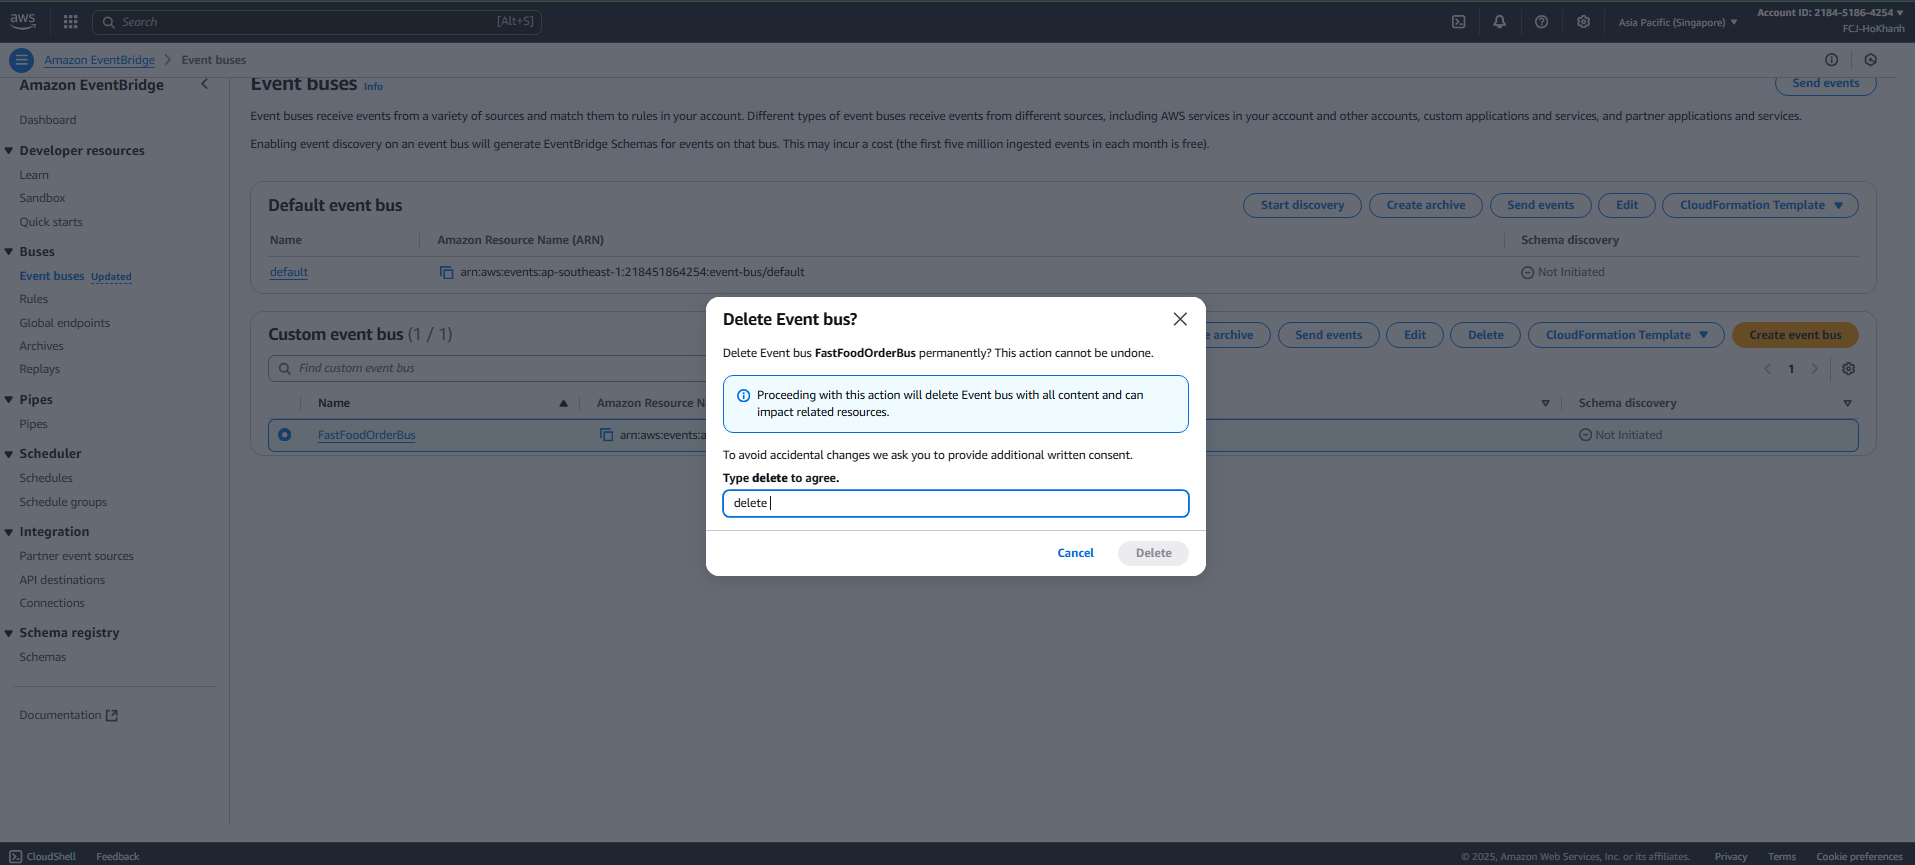 aws
Search [Alt+S]
Asia Pacific (Singapore)
Account ID: 2184-5186-4254
FCJ-HoKhanh
Amazon EventBridge > Event buses
Amazon EventBridge
Dashboard
Developer resources
Learn
Sandbox
Quick starts
Buses
Event buses Updated
Rules
Global endpoints
Archives
Replays
Pipes
Pipes
Scheduler
Schedules
Schedule groups
Integration
Partner event sources
API destinations
Connections
Schema registry
Schemas
Documentation
Event buses Info
Send events
Event buses receive events from a variety of sources and match them to rules in your account. Different types of event buses receive events from different sources, including AWS services in your account and other accounts, custom applications and services, and partner applications and services.
Enabling event discovery on an event bus will generate EventBridge Schemas for events on that bus. This may incur a cost (the first five million ingested events in each month is free).
Default event bus
Start discovery Create archive Send events Edit CloudFormation Template
Name Amazon Resource Name (ARN) Schema discovery
default arn:aws:events:ap-southeast-1:218451864254:event-bus/default Not Initiated
Custom event bus (1 / 1)
e archive Send events Edit Delete CloudFormation Template Create event bus
Find custom event bus
1
Name Amazon Resource N Schema discovery
FastFoodOrderBus arn:aws:events:a Not Initiated
Delete Event bus?
Delete Event bus FastFoodOrderBus permanently? This action cannot be undone.
Proceeding with this action will delete Event bus with all content and can
impact related resources.
To avoid accidental changes we ask you to provide additional written consent.
Type delete to agree.
delete
Cancel Delete
CloudShell Feedback
© 2025, Amazon Web Services, Inc. or its affiliates. Privacy Terms Cookie preferences